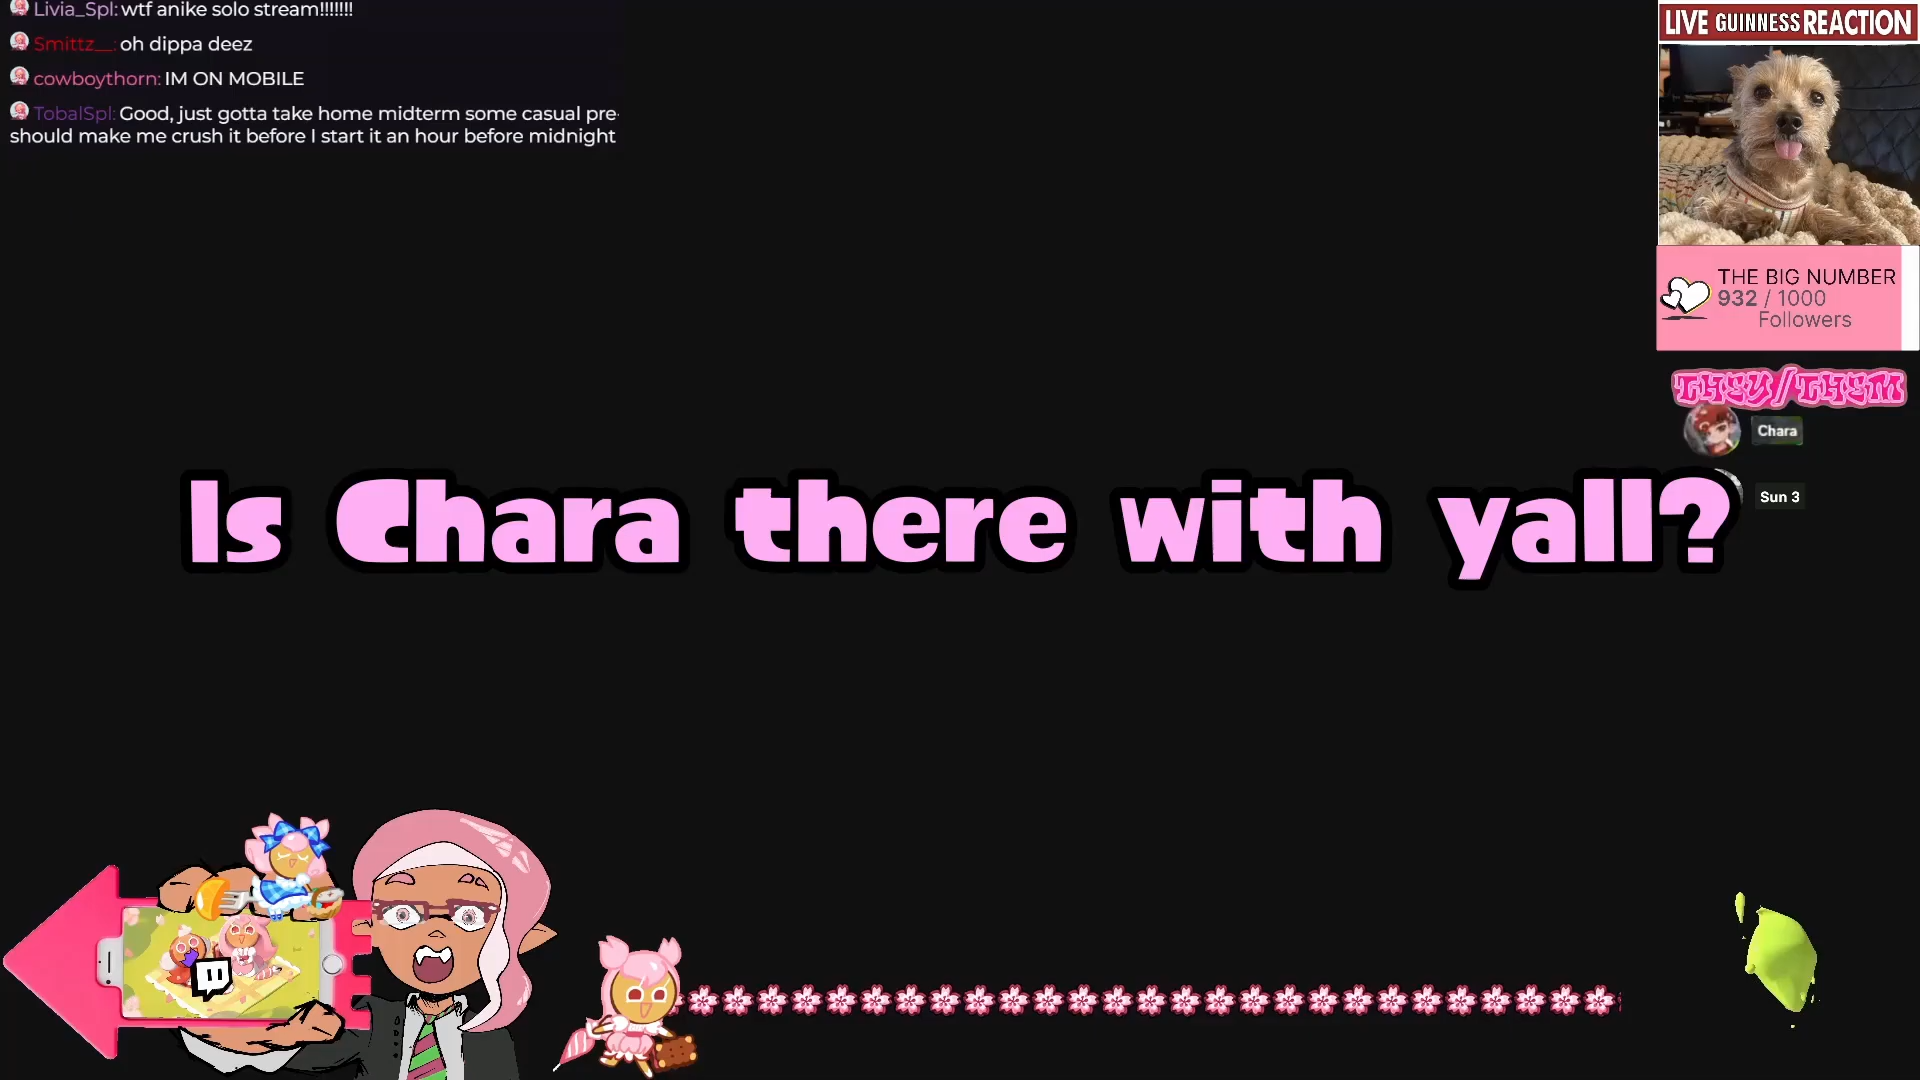 Livia_Spl: wtf anike solo stream!!!!!!!
Smittz__: oh dippa deez
cowboythorn: IM ON MOBILE
TobalSpl: Good, just gotta take home midterm some casual pre-
should make me crush it before I start it an hour before midnight
LIVE GUINNESS REACTION
THE BIG NUMBER
932 / 1000
Followers
THEY/THEM
Chara
Sun 3
Is Chara there with yall?